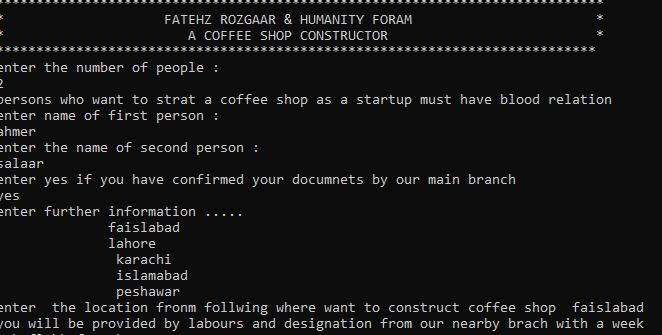 ********************************************************************************
* FATEHZ ROZGAAR & HUMANITY FORAM *
* A COFFEE SHOP CONSTRUCTOR *
********************************************************************************
enter the number of people :
2
persons who want to strat a coffee shop as a startup must have blood relation
enter name of first person :
ahmer
enter the name of second person :
salaar
enter yes if you have confirmed your documnets by our main branch
yes
enter further information .....
faislabad
lahore
karachi
islamabad
peshawar
enter the location fronm follwing where want to construct coffee shop faislabad
you will be provided by labours and designation from our nearby brach with a week